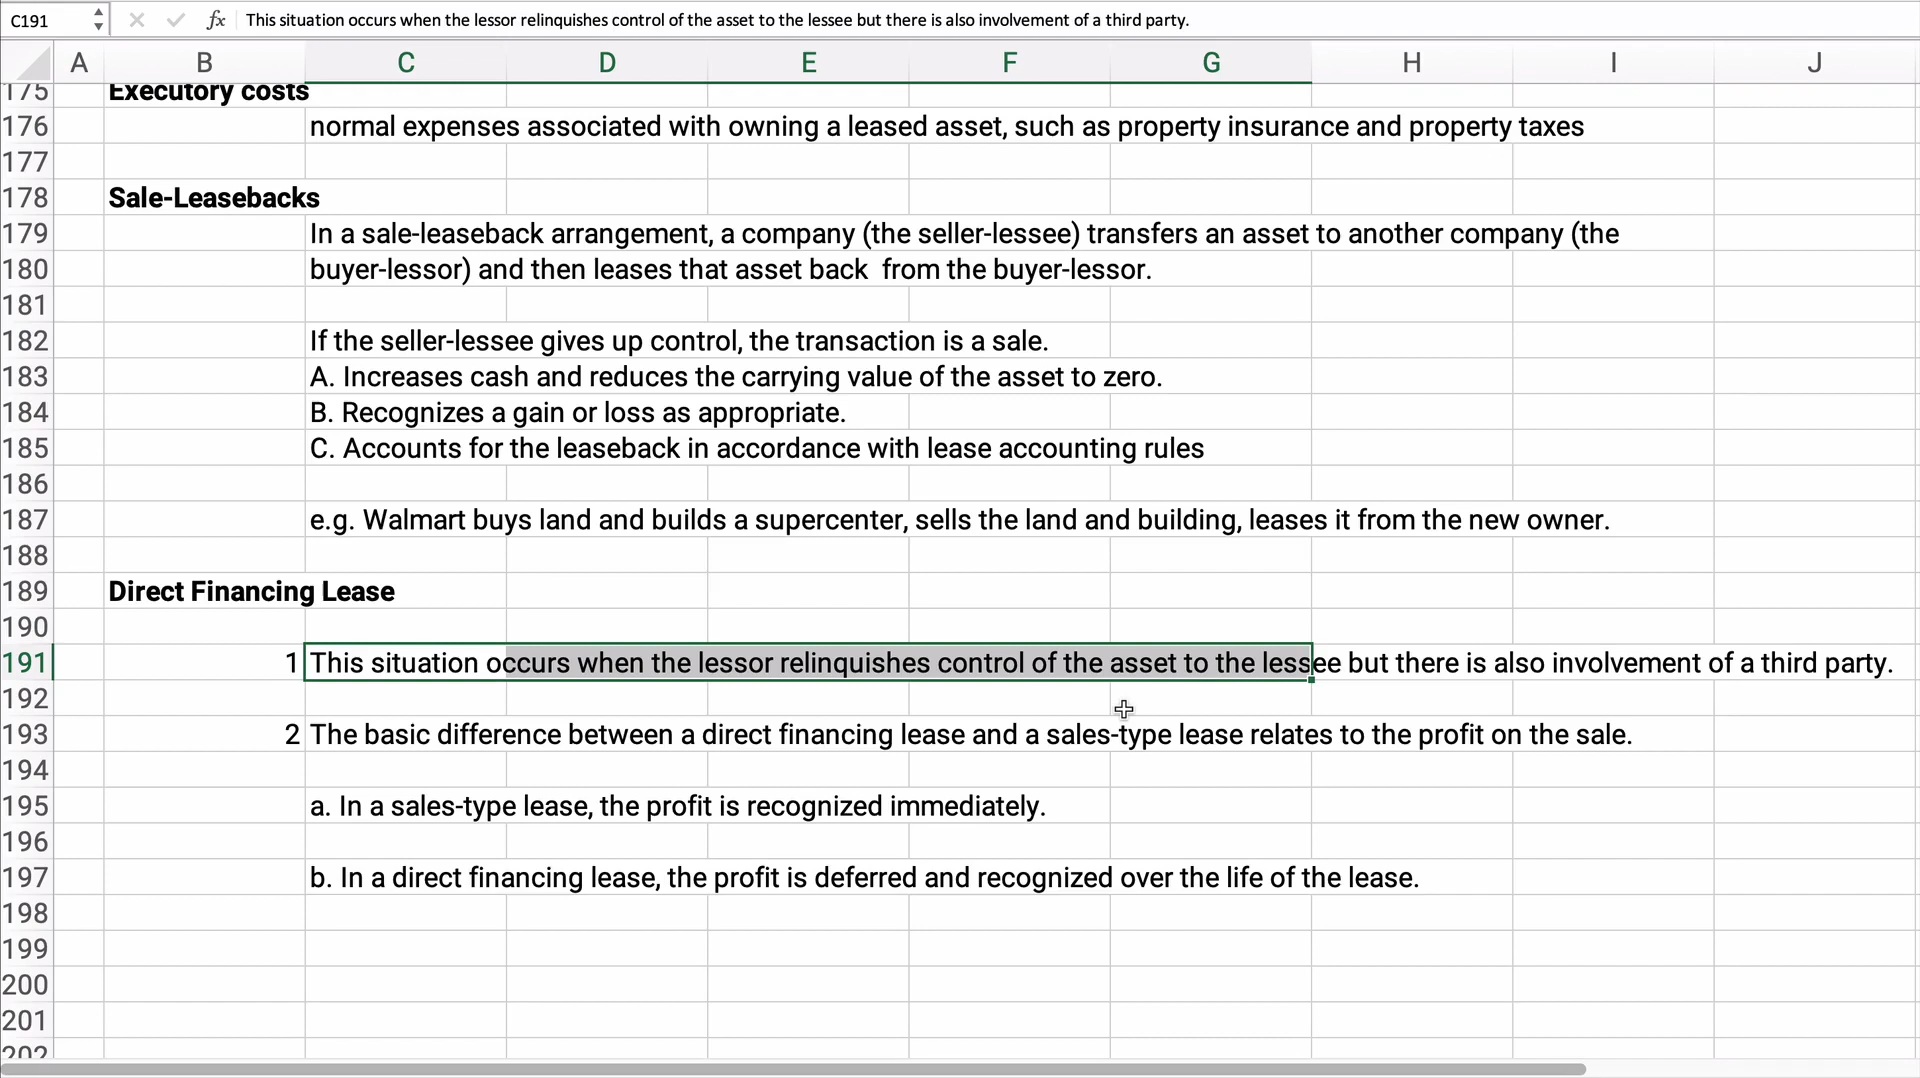 C191 fx This situation occurs when the lessor relinquishes control of the asset to the lessee but there is also involvement of a third party.
A B C D E F G H I J
175 Executory costs
176 normal expenses associated with owning a leased asset, such as property insurance and property taxes
177
178 Sale-Leasebacks
179 In a sale-leaseback arrangement, a company (the seller-lessee) transfers an asset to another company (the
180 buyer-lessor) and then leases that asset back  from the buyer-lessor.
181
182 If the seller-lessee gives up control, the transaction is a sale.
183 A. Increases cash and reduces the carrying value of the asset to zero.
184 B. Recognizes a gain or loss as appropriate.
185 C. Accounts for the leaseback in accordance with lease accounting rules
186
187 e.g. Walmart buys land and builds a supercenter, sells the land and building, leases it from the new owner.
188
189 Direct Financing Lease
190
191 1 This situation occurs when the lessor relinquishes control of the asset to the lessee but there is also involvement of a third party.
192
193 2 The basic difference between a direct financing lease and a sales-type lease relates to the profit on the sale.
194
195 a. In a sales-type lease, the profit is recognized immediately.
196
197 b. In a direct financing lease, the profit is deferred and recognized over the life of the lease.
198
199
200
201
202